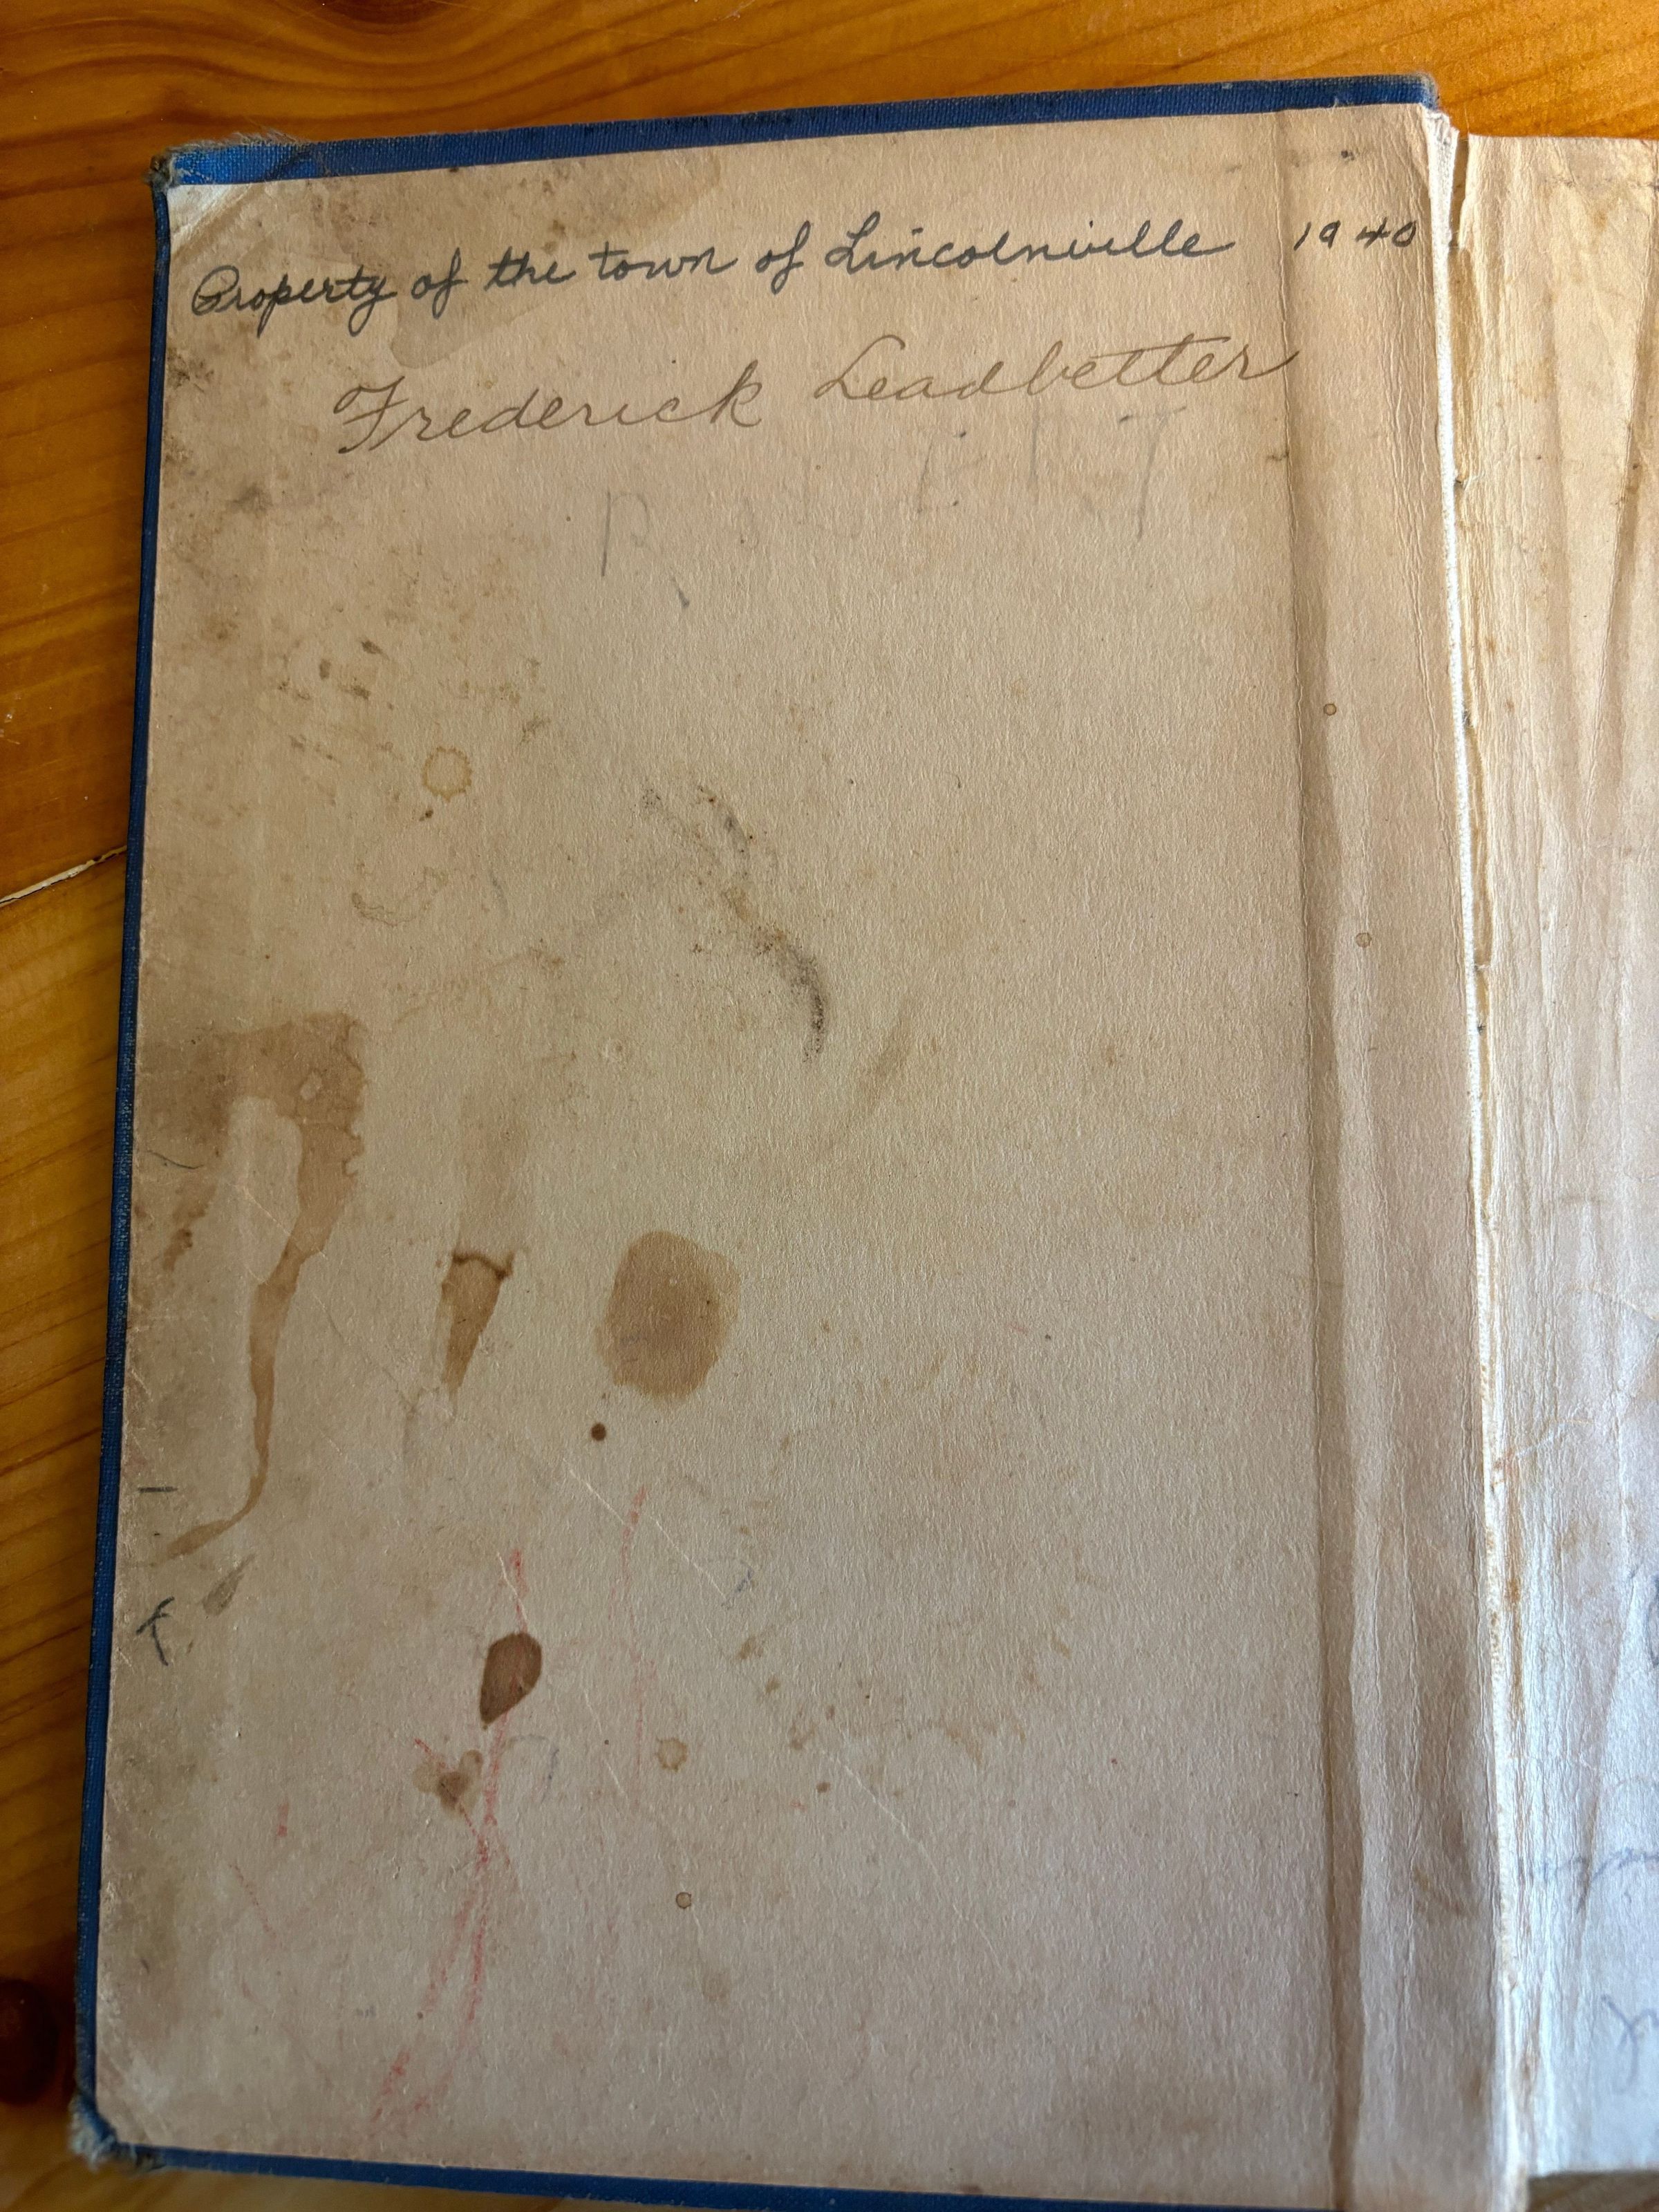 Property of the town of Lincolnville 1940
Frederick Leadbetter